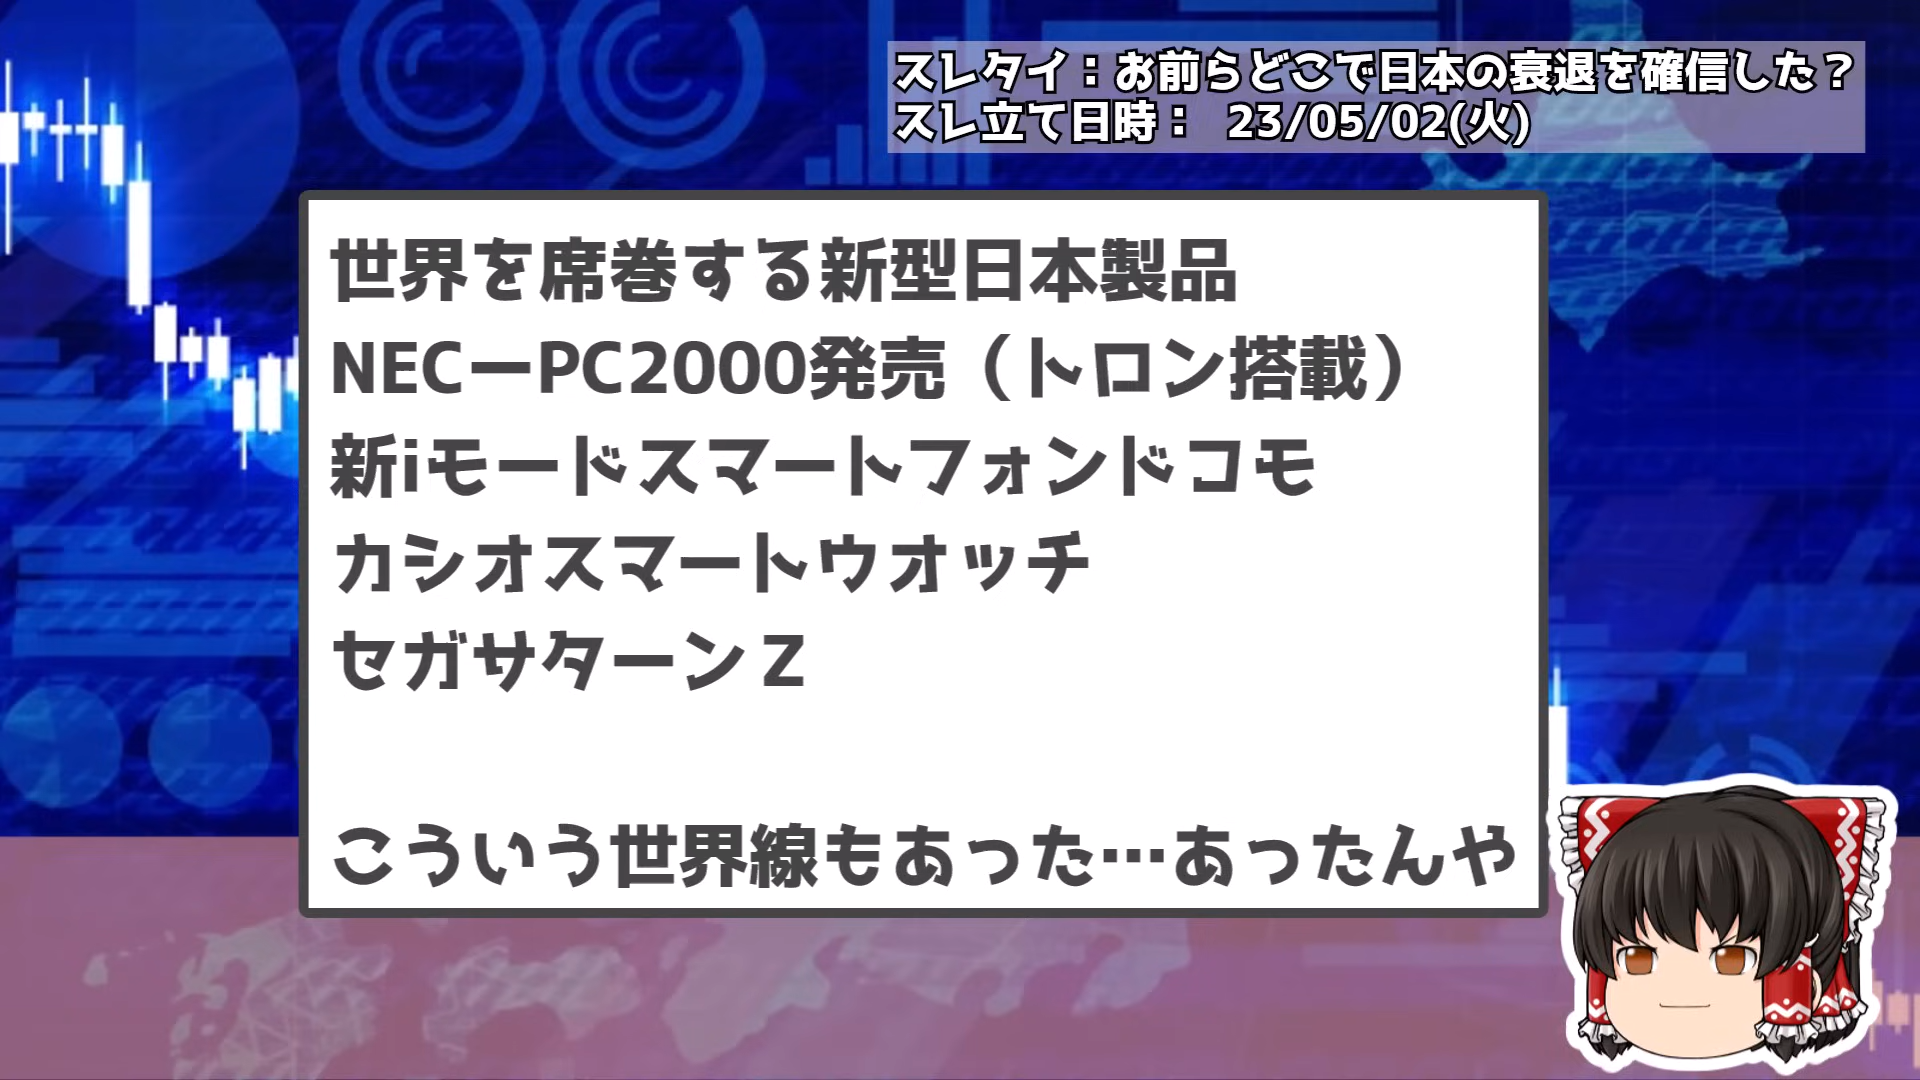 スレタイ：お前らどこで日本の衰退を確信した？
スレ立て日時： 23/05/02(火)
世界を席巻する新型日本製品
NECーPC2000発売（トロン搭載）
新iモードスマートフォンドコモ
カシオスマートウオッチ
セガサターンＺ
こういう世界線もあった…あったんや